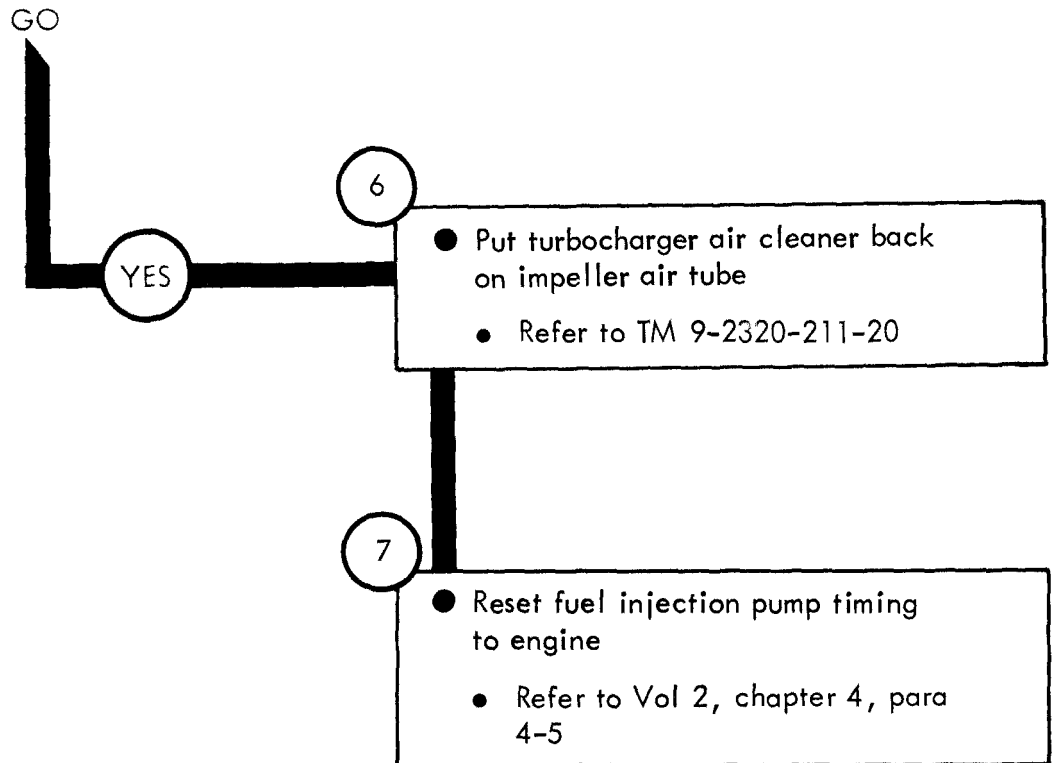 GO
YES
6
● Put turbocharger air cleaner back
on impeller air tube
● Refer to TM 9-2320-211-20
7
● Reset fuel injection pump timing
to engine
● Refer to Vol 2, chapter 4, para
4-5